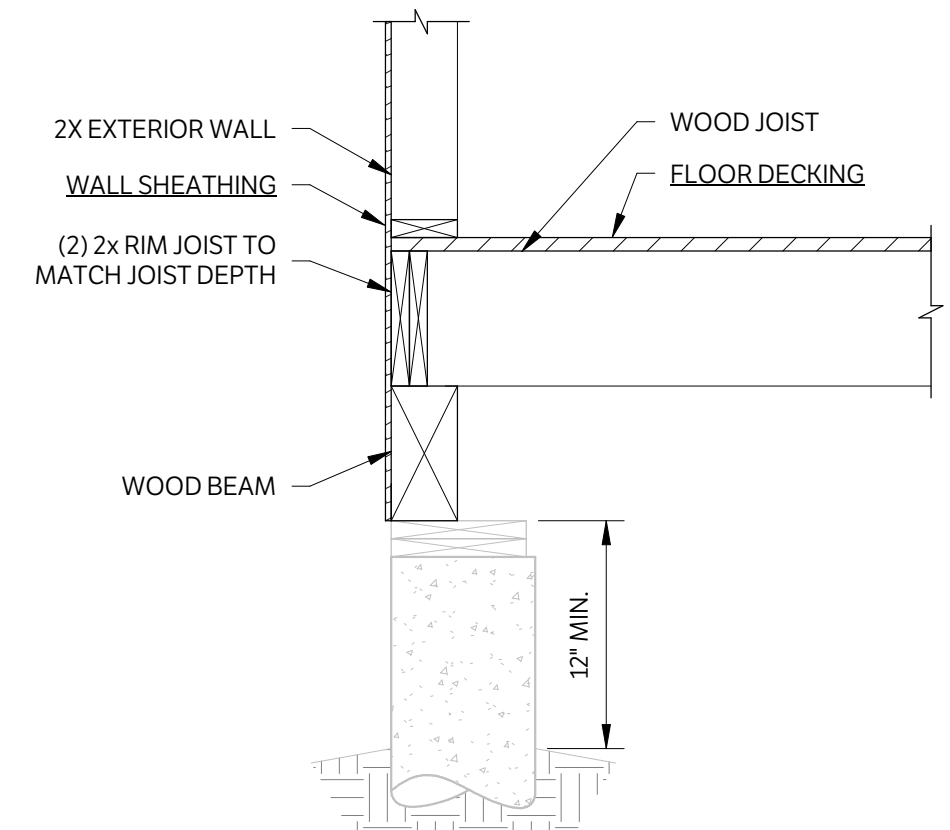 2X EXTERIOR WALL
WALL SHEATHING
(2) 2x RIM JOIST TO
MATCH JOIST DEPTH
WOOD BEAM
WOOD JOIST
FLOOR DECKING
12" MIN.